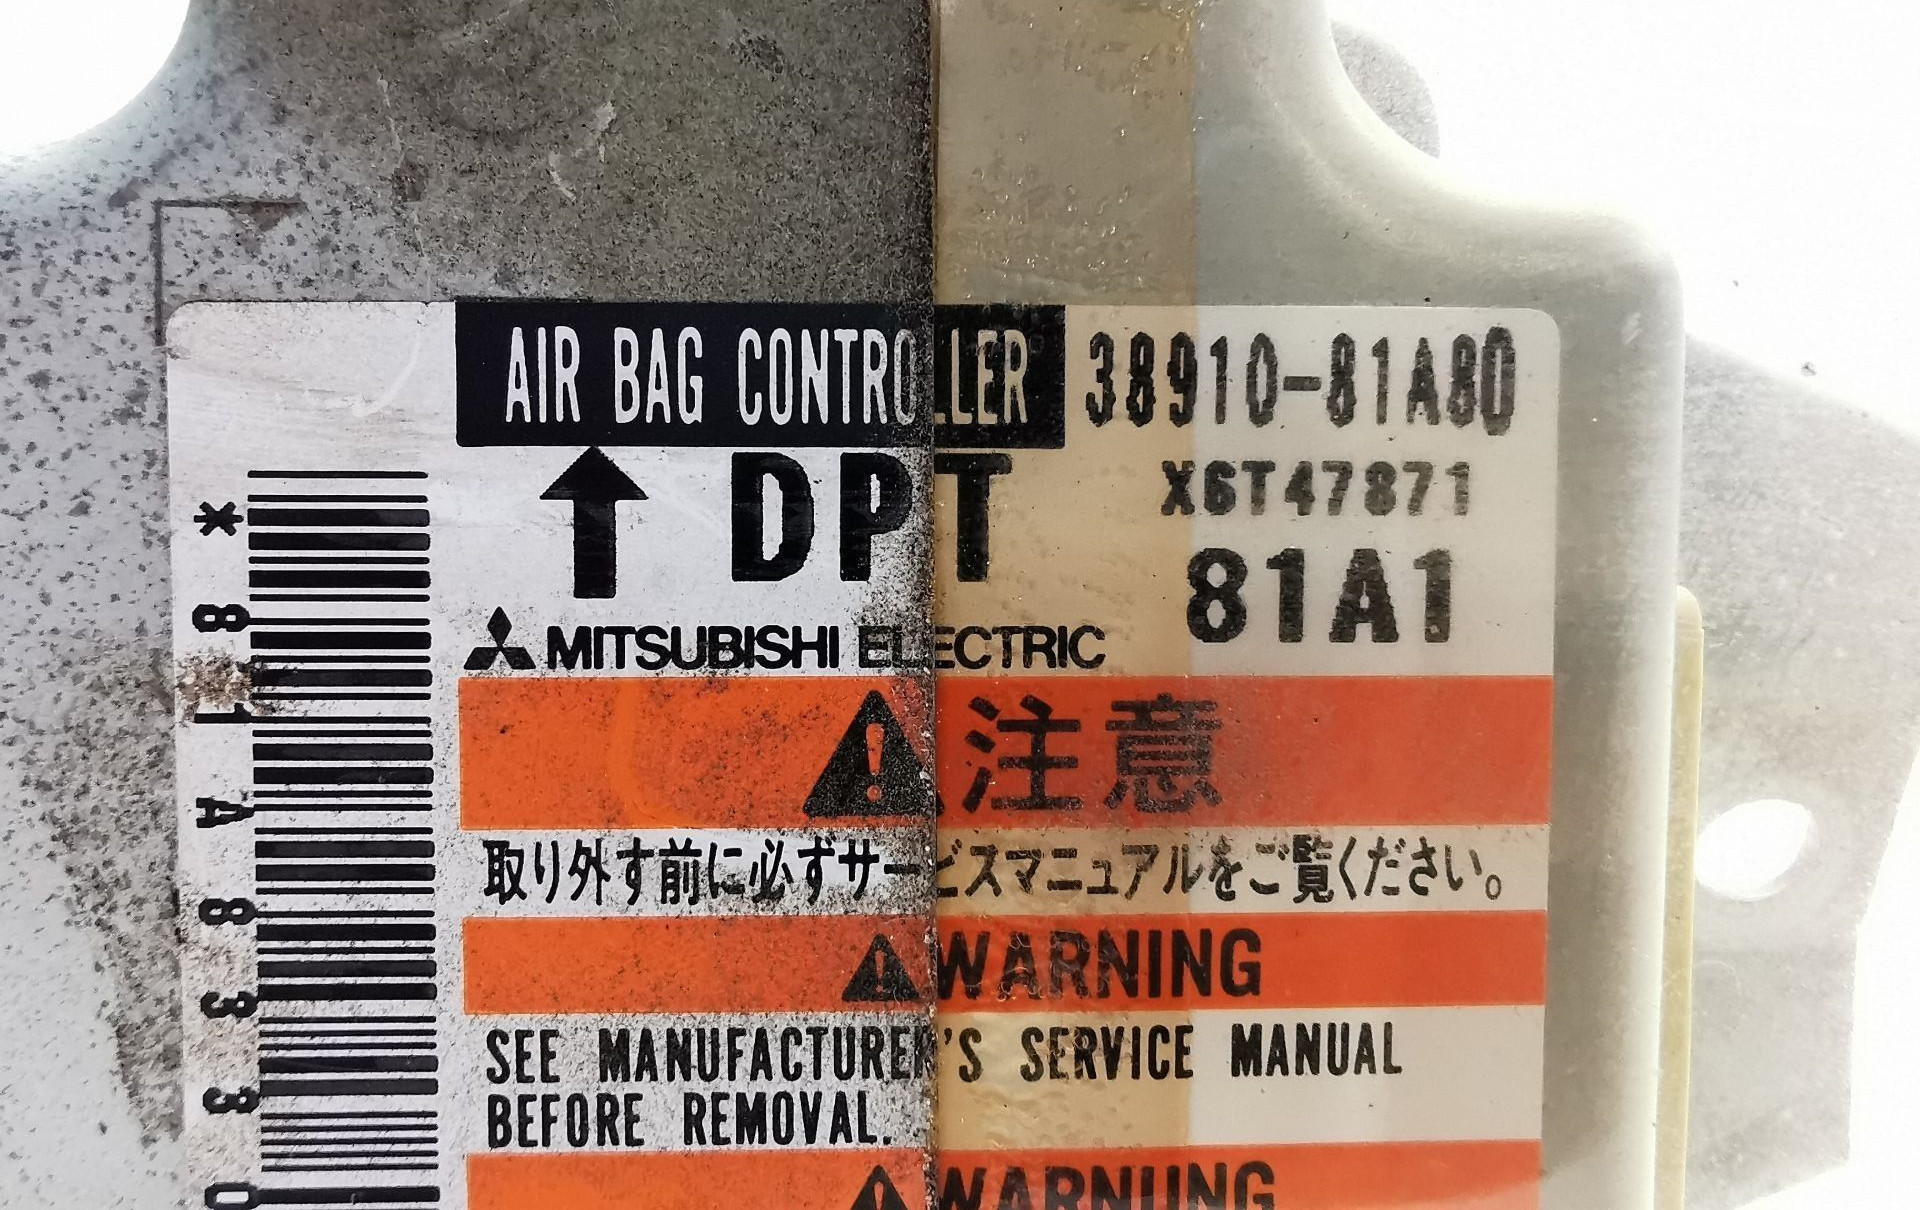 AIR BAG CONTROLLER 38910-81A80
DPT X6T47871
81A1
MITSUBISHI ELECTRIC
注意
取り外す前に必ずサービスマニュアルをご覧ください。
WARNING
SEE MANUFACTURER'S SERVICE MANUAL
BEFORE REMOVAL.
WARNUNG
*81A8330